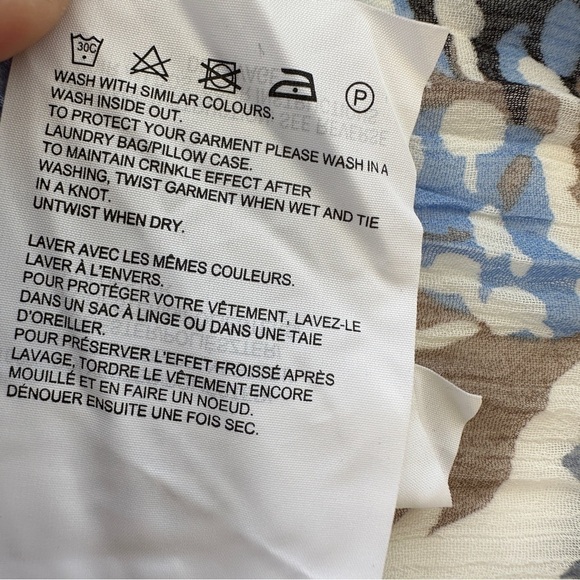 30C
P
WASH WITH SIMILAR COLOURS.
WASH INSIDE OUT.
TO PROTECT YOUR GARMENT PLEASE WASH IN A
LAUNDRY BAG/PILLOW CASE.
TO MAINTAIN CRINKLE EFFECT AFTER
WASHING, TWIST GARMENT WHEN WET AND TIE
IN A KNOT.
UNTWIST WHEN DRY.
LAVER AVEC LES MÊMES COULEURS.
LAVER À L'ENVERS.
POUR PROTÉGER VOTRE VÊTEMENT, LAVEZ-LE
DANS UN SAC À LINGE OU DANS UNE TAIE
D'OREILLER.
POUR PRÉSERVER L'EFFET FROISSÉ APRÈS
LAVAGE, TORDRE LE VÊTEMENT ENCORE
MOUILLÉ ET EN FAIRE UN NOEUD.
DÉNOUER ENSUITE UNE FOIS SEC.